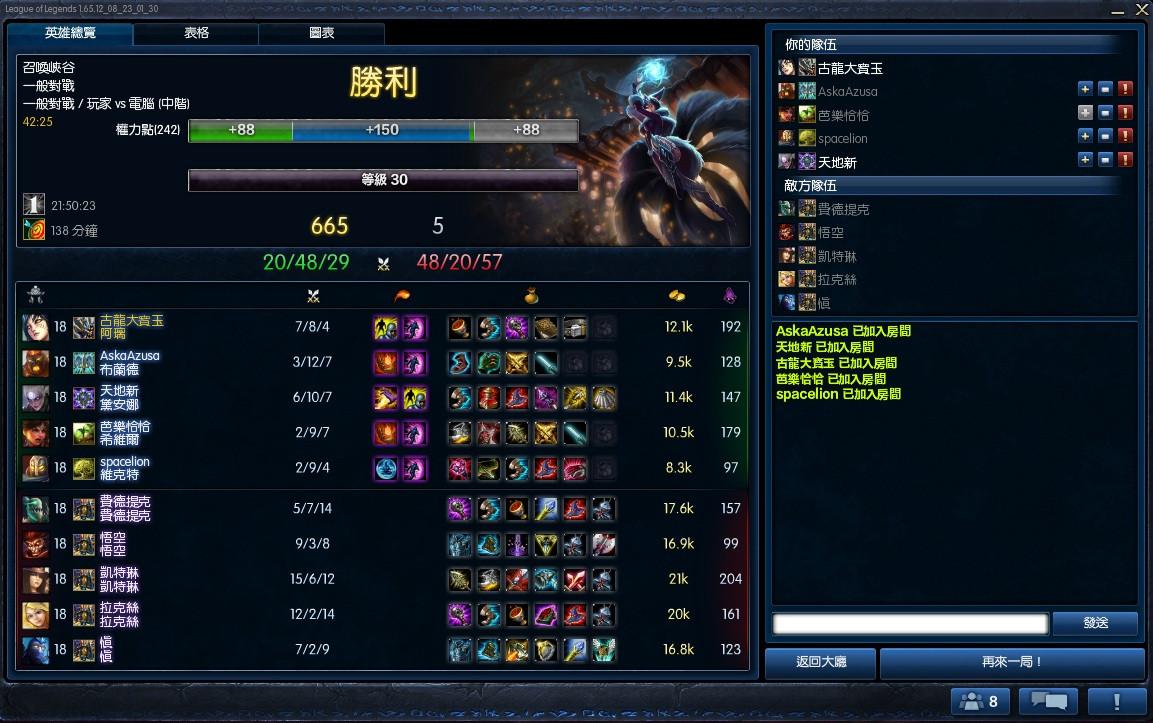 League of Legends 1.65.12_08_23_01_30
英雄總覽
表格
圖表
召喚峽谷
一般對戰
一般對戰 / 玩家 vs 電腦 (中階)
42:25
勝利
權力點(242)
+88
+150
+88
等級 30
1
21:50:23
138 分鐘
665
5
20/48/29
48/20/57
18
古龍大寶玉
阿璃
7/8/4
12.1k
192
18
AskaAzusa
布蘭德
3/12/7
9.5k
128
18
天地新
黛安娜
6/10/7
11.4k
147
18
芭樂恰恰
希維爾
2/9/7
10.5k
179
18
spacelion
維克特
2/9/4
8.3k
97
18
費德提克
費德提克
5/7/14
17.6k
157
18
悟空
悟空
9/3/8
16.9k
99
18
凱特琳
凱特琳
15/6/12
21k
204
18
拉克絲
拉克絲
12/2/14
20k
161
18
慎
慎
7/2/9
16.8k
123
你的隊伍
古龍大寶玉
AskaAzusa
芭樂恰恰
spacelion
天地新
敵方隊伍
費德提克
悟空
凱特琳
拉克絲
慎
AskaAzusa 已加入房間
天地新 已加入房間
古龍大寶玉 已加入房間
芭樂恰恰 已加入房間
spacelion 已加入房間
發送
返回大廳
再來一局！
8